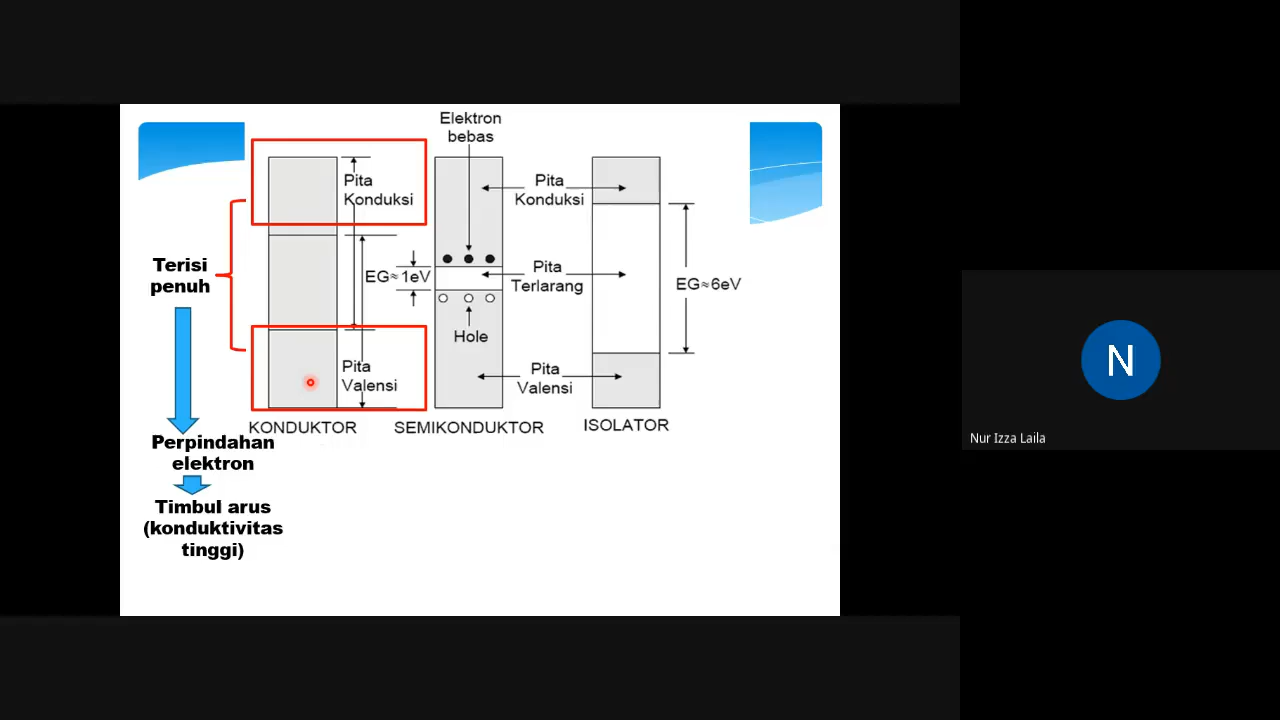 Elektron
bebas
Pita
Konduksi
Pita
Konduksi
Terisi
penuh
EG≈1eV
Pita
Terlarang
EG≈6eV
Hole
Pita
Valensi
Pita
Valensi
KONDUKTOR
SEMIKONDUKTOR
ISOLATOR
Perpindahan
elektron
Timbul arus
(konduktivitas
tinggi)
N
Nur Izza Laila